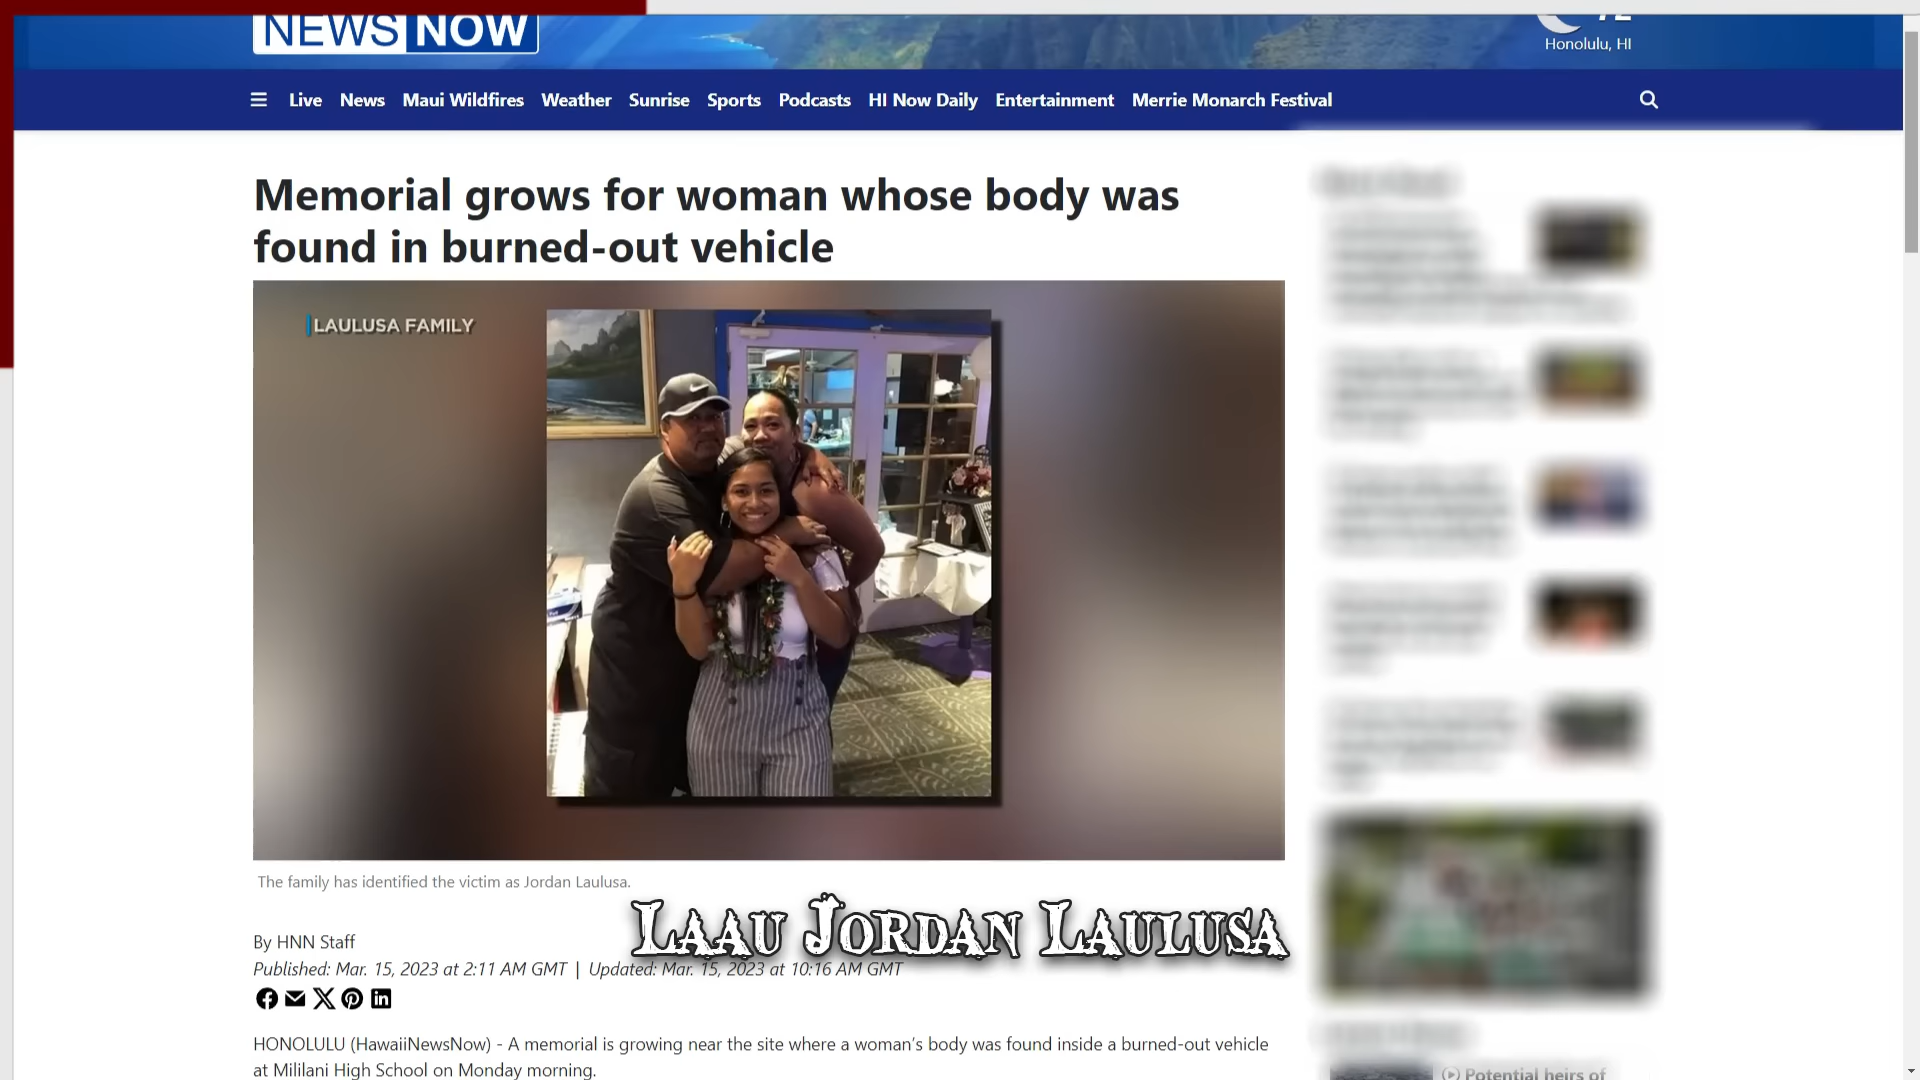 NEWS NOW
Honolulu, HI
Live News Maui Wildfires Weather Sunrise Sports Podcasts HI Now Daily Entertainment Merrie Monarch Festival
Memorial grows for woman whose body was
found in burned-out vehicle
LAULUSA FAMILY
The family has identified the victim as Jordan Laulusa.
LAAU JORDAN LAULUSA
By HNN Staff
Published: Mar. 15, 2023 at 2:11 AM GMT | Updated: Mar. 15, 2023 at 10:16 AM GMT
HONOLULU (HawaiiNewsNow) - A memorial is growing near the site where a woman's body was found inside a burned-out vehicle
at Mililani High School on Monday morning.
Potential heirs of